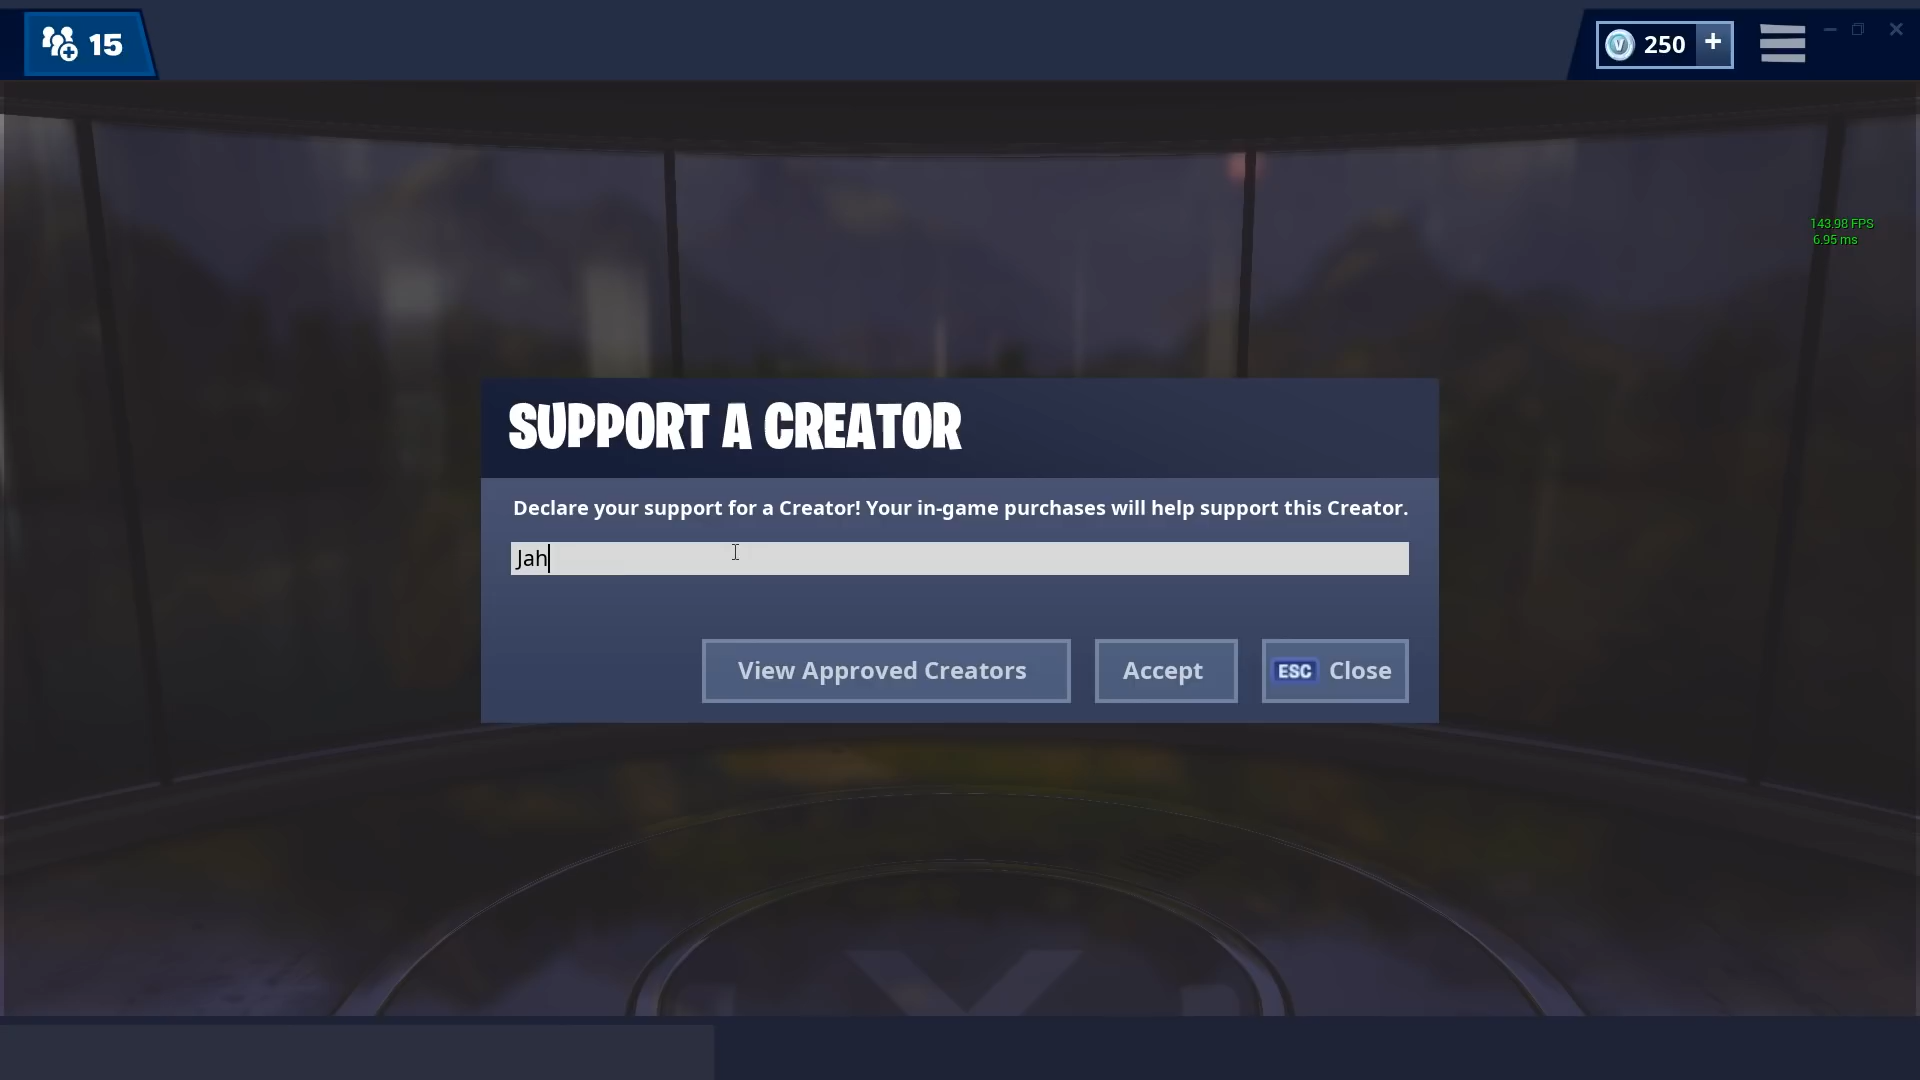 15
250 +
143.98 FPS
6.95 ms
SUPPORT A CREATOR
Declare your support for a Creator! Your in-game purchases will help support this Creator.
Jah
View Approved Creators
Accept
ESC Close